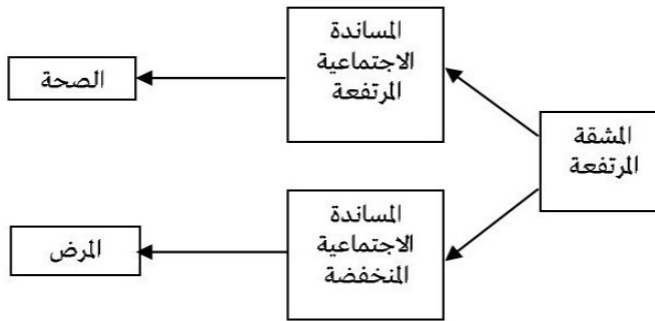 المشقة
المرتفعة
المساندة
الاجتماعية
المرتفعة
الصحة
المساندة
الاجتماعية
المنخفضة
المرض